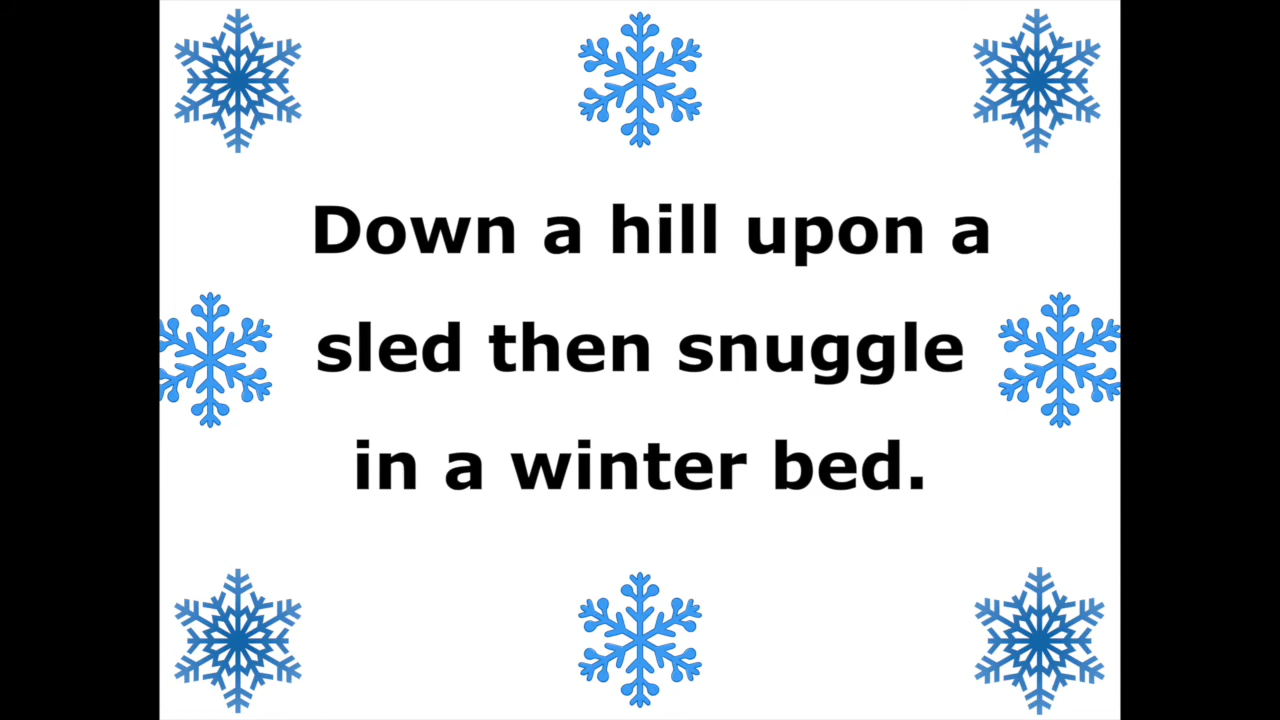 Down a hill upon a
sled then snuggle
in a winter bed.